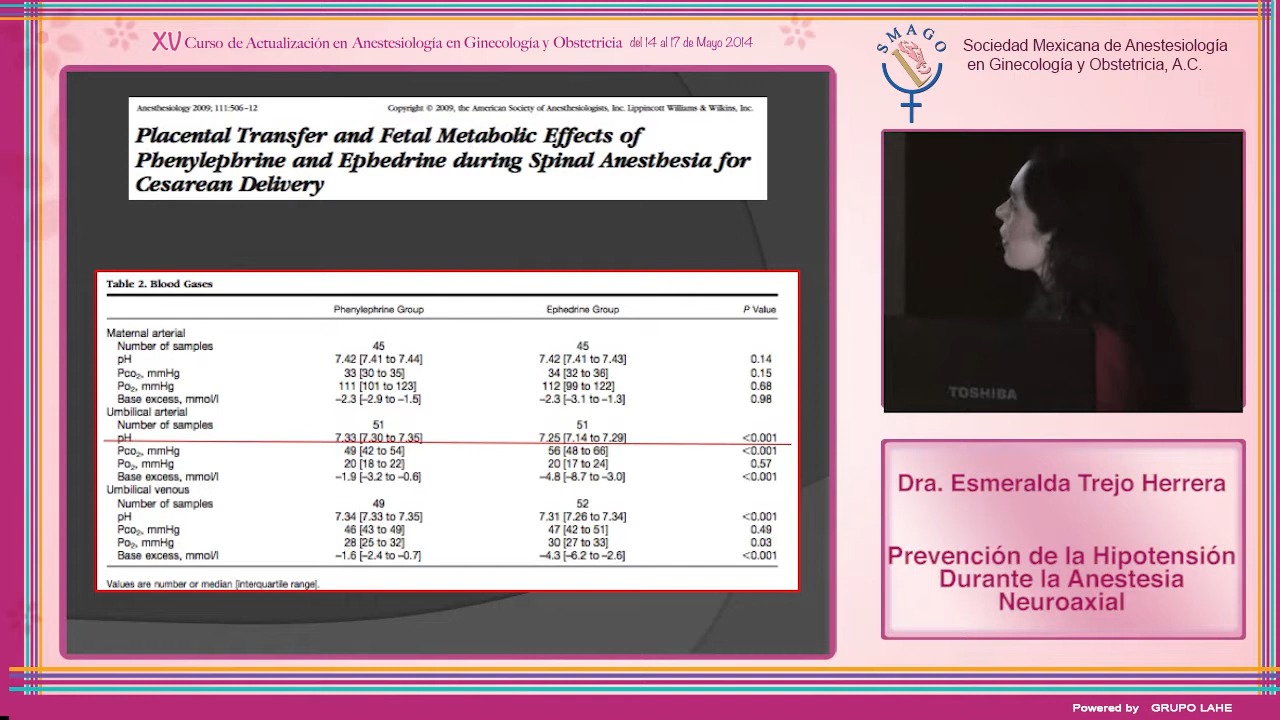 XV Curso de Actualización en Anestesiología en Ginecología y Obstetricia del 14 al 17 de Mayo 2014
SMAGO
Sociedad Mexicana de Anestesiología
en Ginecología y Obstetricia, A.C.
Anesthesiology 2009; 111:506–12 Copyright © 2009, the American Society of Anesthesiologists, Inc. Lippincott Williams & Wilkins, Inc.
Placental Transfer and Fetal Metabolic Effects of
Phenylephrine and Ephedrine during Spinal Anesthesia for
Cesarean Delivery
Table 2. Blood Gases
Phenylephrine Group Ephedrine Group P Value
Maternal arterial
Number of samples 45 45
pH 7.42 [7.41 to 7.44] 7.42 [7.41 to 7.43] 0.14
Pco₂, mmHg 33 [30 to 35] 34 [32 to 36] 0.15
Po₂, mmHg 111 [101 to 123] 112 [99 to 122] 0.68
Base excess, mmol/l –2.3 [–2.9 to –1.5] –2.3 [–3.1 to –1.3] 0.98
Umbilical arterial
Number of samples 51 51
pH 7.33 [7.30 to 7.35] 7.25 [7.14 to 7.29] <0.001
Pco₂, mmHg 49 [42 to 54] 56 [48 to 66] <0.001
Po₂, mmHg 20 [18 to 22] 20 [17 to 24] 0.57
Base excess, mmol/l –1.9 [–3.2 to –0.6] –4.8 [–8.7 to –3.0] <0.001
Umbilical venous
Number of samples 49 52
pH 7.34 [7.33 to 7.35] 7.31 [7.26 to 7.34] <0.001
Pco₂, mmHg 46 [43 to 49] 47 [42 to 51] 0.49
Po₂, mmHg 28 [25 to 32] 30 [27 to 33] 0.03
Base excess, mmol/l –1.6 [–2.4 to –0.7] –4.3 [–6.2 to –2.6] <0.001
Values are number or median [interquartile range].
TOSHIBA
Dra. Esmeralda Trejo Herrera
Prevención de la Hipotensión
Durante la Anestesia
Neuroaxial
Powered by GRUPO LAHE